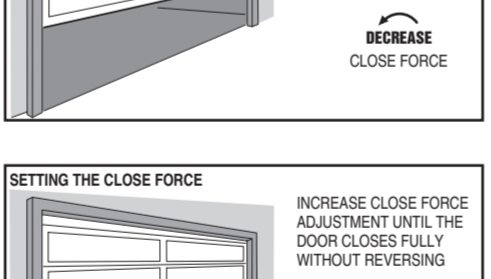 DECREASE
CLOSE FORCE
SETTING THE CLOSE FORCE
INCREASE CLOSE FORCE
ADJUSTMENT UNTIL THE
DOOR CLOSES FULLY
WITHOUT REVERSING